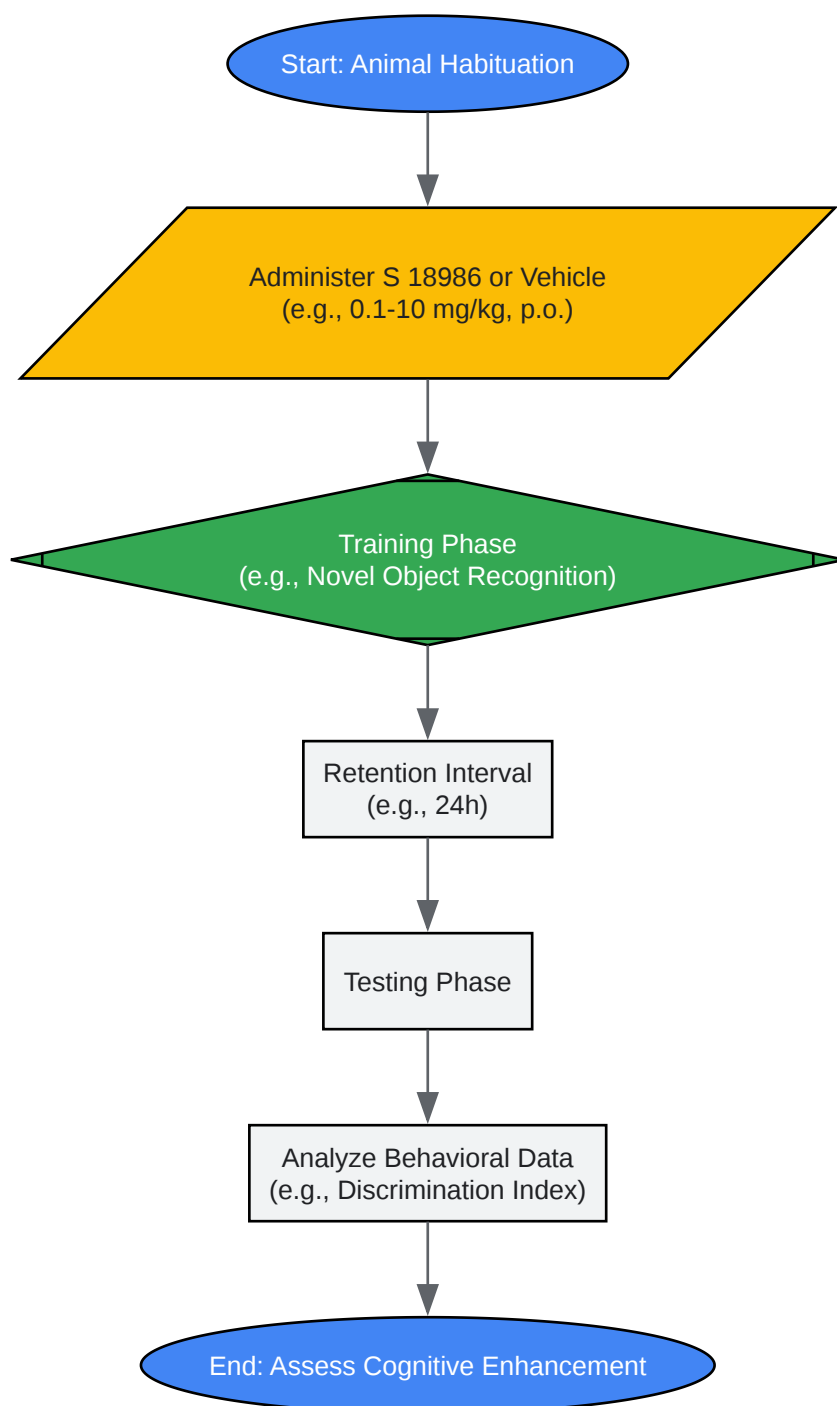 Start: Animal Habituation
Administer S 18986 or Vehicle
(e.g., 0.1-10 mg/kg, p.o.)
Training Phase
(e.g., Novel Object Recognition)
Retention Interval
(e.g., 24h)
Testing Phase
Analyze Behavioral Data
(e.g., Discrimination Index)
End: Assess Cognitive Enhancement